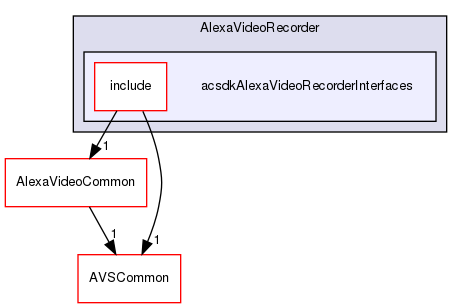 AlexaVideoRecorder
include
acsdkAlexaVideoRecorderInterfaces
1
AlexaVideoCommon
1
1
AVSCommon